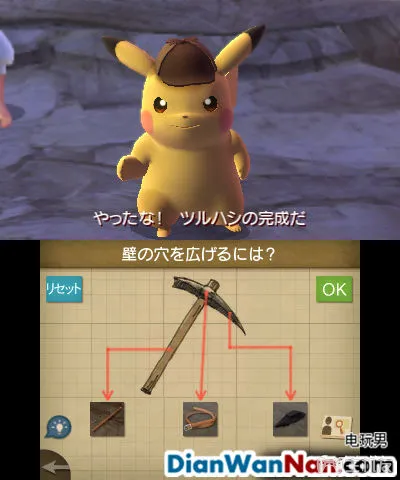 やったな！ ツルハシの完成だ
壁の穴を広げるには？
リセット
OK
电玩男
DianWanNan.com